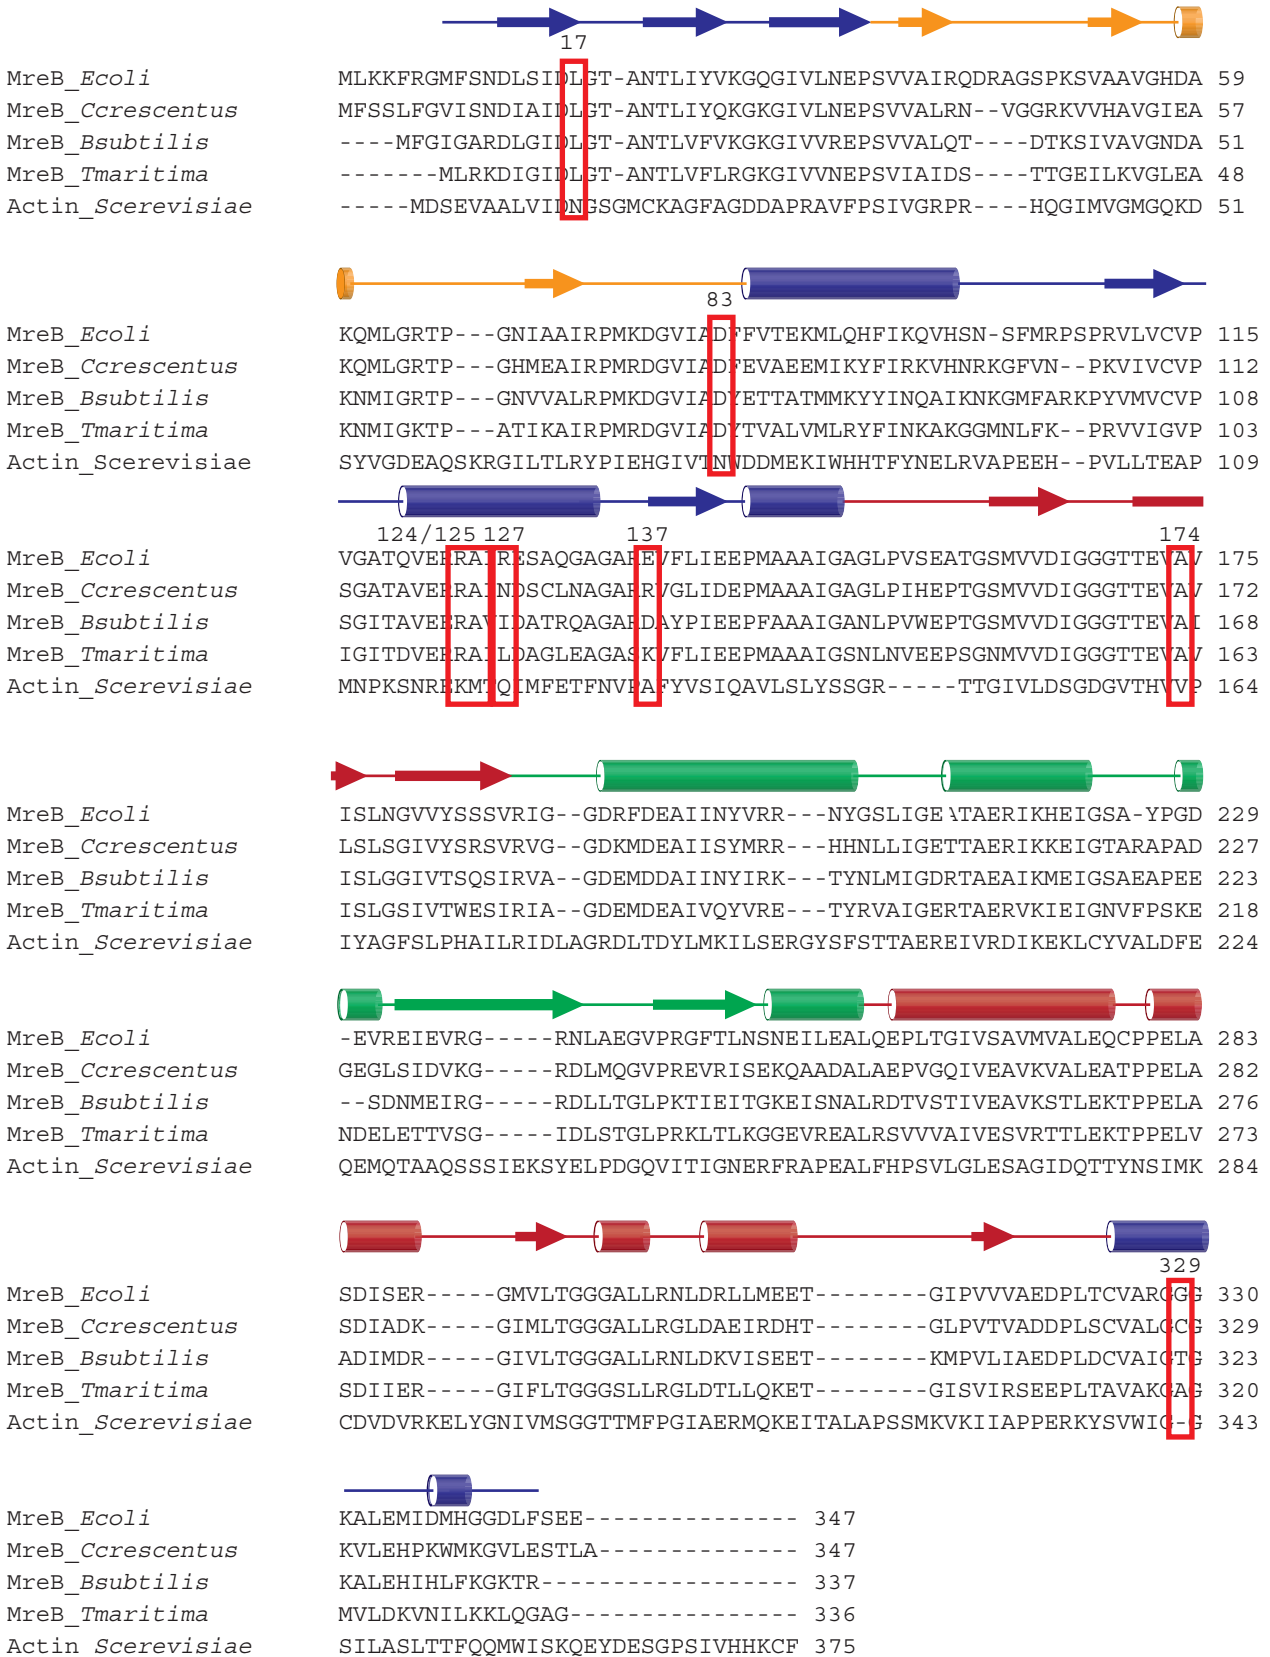 17
MreB_Ecoli MLKKFRGMFSNDLSIDLGT-ANTLIYVKGQGIVLNEPSVVAIRQDRAGSPKSVAAVGHDA 59
MreB_Ccrescentus MFSSLFGVISNDIAIDLGT-ANTLIYQKGKGIVLNEPSVVALRN--VGGRKVVHAVGIEA 57
MreB_Bsubtilis ----MFGIGARDLGIDLGT-ANTLVFVKGKGIVVREPSVVALQT----DTKSIVAVGNDA 51
MreB_Tmaritima -------MLRKDIGIDLGT-ANTLVFLRGKGIVVNEPSVIAIDS----TTGEILKVGLEA 48
Actin_Scerevisiae -----MDSEVAALVIDNGSGMCKAGFAGDDAPRAVFPSIVGRPR----HQGIMVGMGQKD 51
83
MreB_Ecoli KQMLGRTP---GNIAAIRPMKDGVIADFFVTEKMLQHFIKQVHSN-SFMRPSPRVLVCVP 115
MreB_Ccrescentus KQMLGRTP---GHMEAIRPMRDGVIADFEVAEEMIKYFIRKVHNRKGFVN--PKVIVCVP 112
MreB_Bsubtilis KNMIGRTP---GNVVALRPMKDGVIADYETTATMMKYYINQAIKNKGMFARKPYVMVCVP 108
MreB_Tmaritima KNMIGKTP---ATIKAIRPMRDGVIADYTVALVMLRYFINKAKGGMNLFK--PRVVIGVP 103
Actin_Scerevisiae SYVGDEAQSKRGILTLRYPIEHGIVTNWDDMEKIWHHTFYNELRVAPEEH--PVLLTEAP 109
124/125 127 137 174
MreB_Ecoli VGATQVERRAIRESAQGAGAREVFLIEEPMAAAIGAGLPVSEATGSMVVDIGGGTTEVAV 175
MreB_Ccrescentus SGATAVERRAINDSCLNAGARRVGLIDEPMAAAIGAGLPIHEPTGSMVVDIGGGTTEVAV 172
MreB_Bsubtilis SGITAVEERAVIDATRQAGARDAYPIEEPFAAAIGANLPVWEPTGSMVVDIGGGTTEVAI 168
MreB_Tmaritima IGITDVERRAILDAGLEAGASKVFLIEEPMAAAIGSNLNVEEPSGNMVVDIGGGTTEVAV 163
Actin_Scerevisiae MNPKSNREKMTQIMFETFNVPAFYVSIQAVLSLYSSGR-----TTGIVLDSGDGVTHVVP 164
MreB_Ecoli ISLNGVVYSSSVRIG--GDRFDEAIINYVRR---NYGSLIGEATAERIKHEIGSA-YPGD 229
MreB_Ccrescentus LSLSGIVYSRSVRVG--GDKMDEAIISYMRR---HHNLLIGETTAERIKKEIGTARAPAD 227
MreB_Bsubtilis ISLGGIVTSQSIRVA--GDEMDDAIINYIRK---TYNLMIGDRTAEAIKMEIGSAEAPEE 223
MreB_Tmaritima ISLGSIVTWESIRIA--GDEMDEAIVQYVRE---TYRVAIGERTAERVKIEIGNVFPSKE 218
Actin_Scerevisiae IYAGFSLPHAILRIDLAGRDLTDYLMKILSERGYSFSTTAEREIVRDIKEKLCYVALDFE 224
MreB_Ecoli -EVREIEVRG-----RNLAEGVPRGFTLNSNEILEALQEPLTGIVSAVMVALEQCPPELA 283
MreB_Ccrescentus GEGLSIDVKG-----RDLMQGVPREVRISEKQAADALAEPVGQIVEAVKVALEATPPELA 282
MreB_Bsubtilis --SDNMEIRG-----RDLLTGLPKTIEITGKEISNALRDTVSTIVEAVKSTLEKTPPELA 276
MreB_Tmaritima NDELETTVSG-----IDLSTGLPRKLTLKGGEVREALRSVVVAIVESVRTTLEKTPPELV 273
Actin_Scerevisiae QEMQTAAQSSSIEKSYELPDGQVITIGNERFRAPEALFHPSVLGLESAGIDQTTYNSIMK 284
329
MreB_Ecoli SDISER-----GMVLTGGGALLRNLDRLLMEET--------GIPVVVAEDPLTCVARGGG 330
MreB_Ccrescentus SDIADK-----GIMLTGGGALLRGLDAEIRDHT--------GLPVTVADDPLSCVALGCG 329
MreB_Bsubtilis ADIMDR-----GIVLTGGGALLRNLDKVISEET--------KMPVLIAEDPLDCVAIGTG 323
MreB_Tmaritima SDIIER-----GIFLTGGGSLLRGLDTLLQKET--------GISVIRSEEPLTAVAKGAG 320
Actin_Scerevisiae CDVDVRKELYGNIVMSGGTTMFPGIAERMQKEITALAPSSMKVKIIAPPERKYSVWIG-G 343
MreB_Ecoli KALEMIDMHGGDLFSEE--------------- 347
MreB_Ccrescentus KVLEHPKWMKGVLESTLA-------------- 347
MreB_Bsubtilis KALEHIHLFKGKTR------------------ 337
MreB_Tmaritima MVLDKVNILKKLQGAG---------------- 336
Actin Scerevisiae SILASLTTFQQMWISKQEYDESGPSIVHHKCF 375